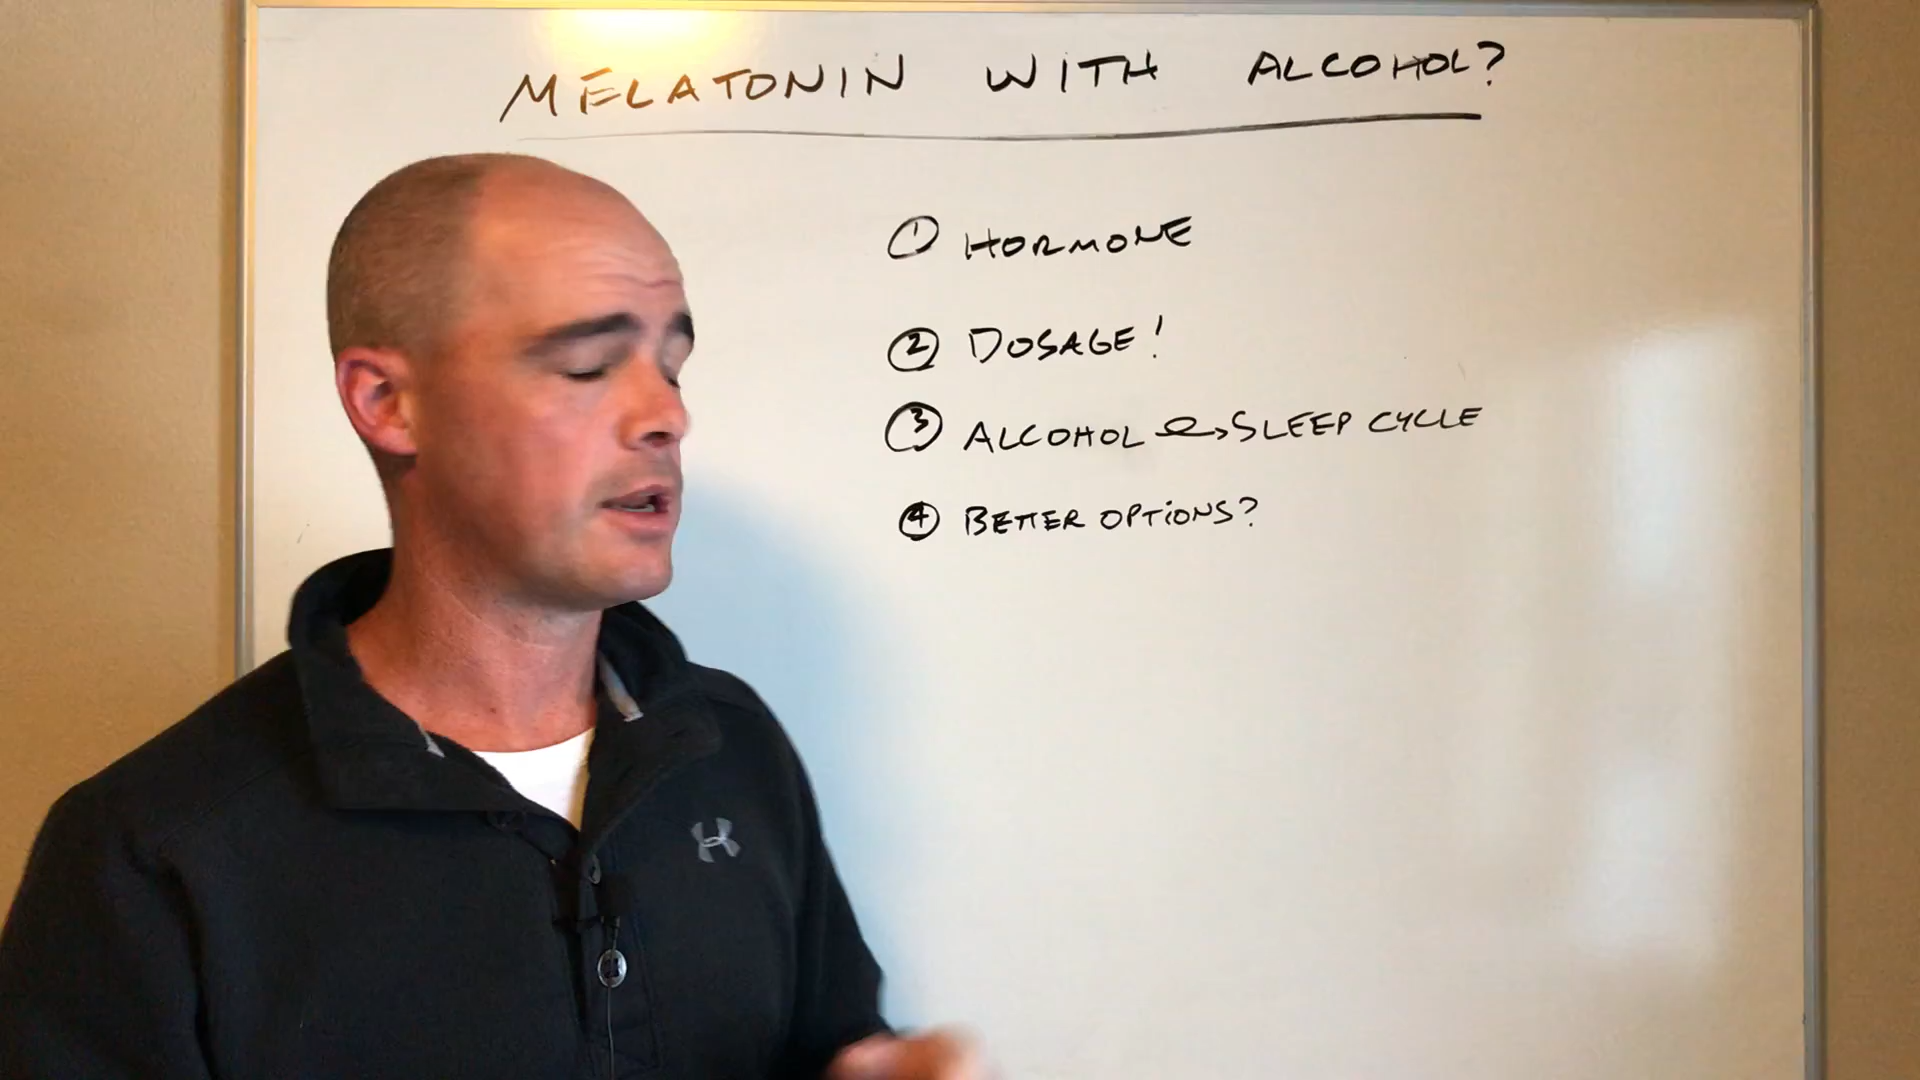 MELATONIN WITH ALCOHOL?
① HORMONE
② DOSAGE!
③ ALCOHOL → SLEEP CYCLE
④ BETTER OPTIONS?